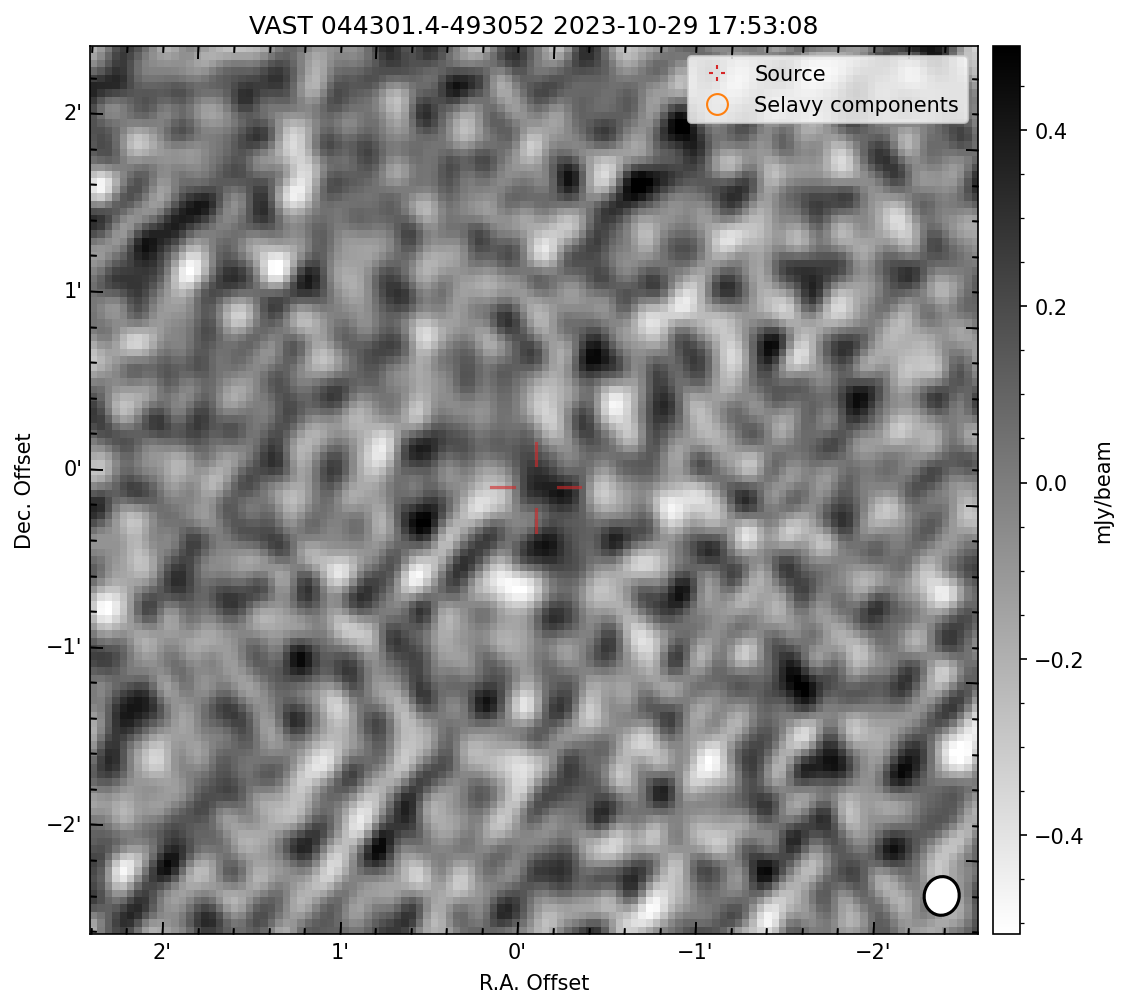 VAST 044301.4-493052 2023-10-29 17:53:08
Source
Selavy components
2'
1'
0'
−1'
−2'
Dec. Offset
2'
1'
0'
−1'
−2'
R.A. Offset
0.4
0.2
0.0
−0.2
−0.4
mJy/beam